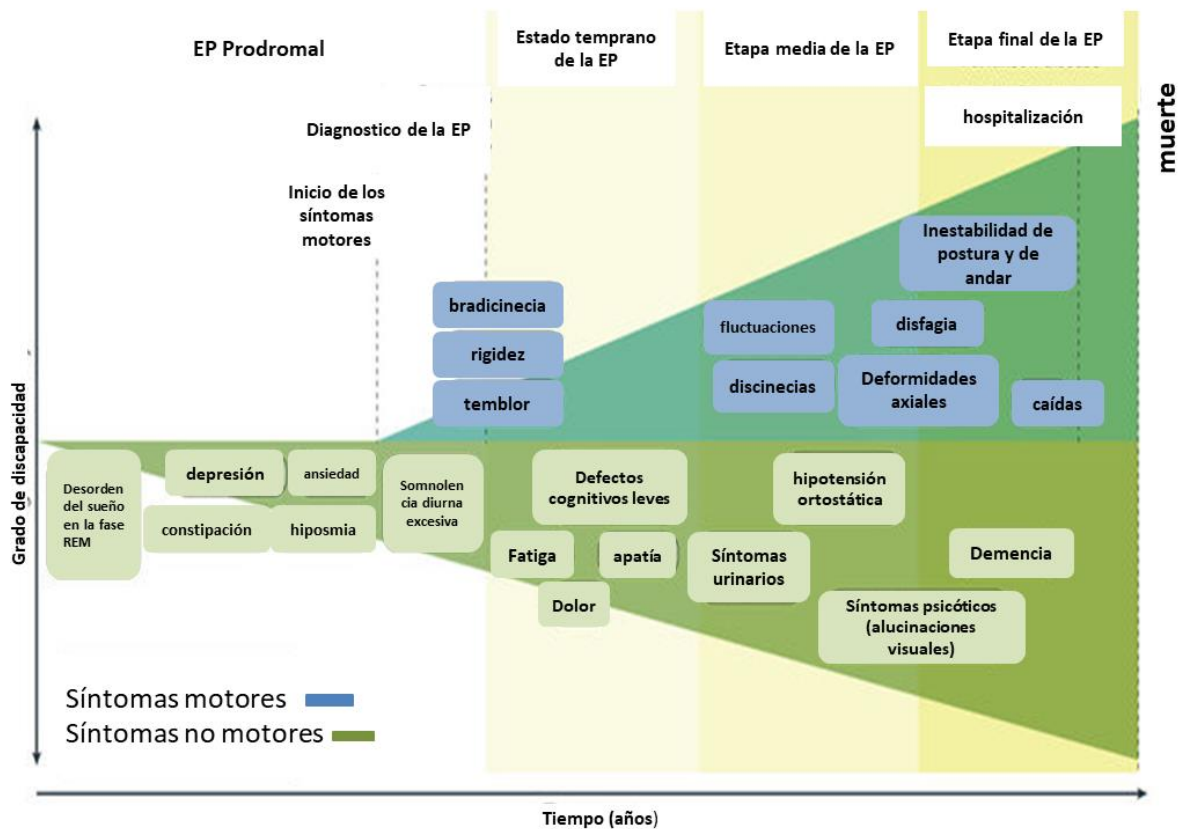 EP Prodromal
Estado temprano
de la EP
Etapa media de la EP
Etapa final de la EP
Diagnostico de la EP
hospitalización
muerte
Inicio de los
síntomas
motores
Inestabilidad de
postura y de
andar
bradicinecia
rigidez
temblor
fluctuaciones
disfagia
discinecias
Deformidades
axiales
caídas
Grado de discapacidad
Desorden
del sueño
en la fase
REM
depresión
ansiedad
constipación
hiposmia
Somnolen
cia diurna
excesiva
Defectos
cognitivos leves
hipotensión
ortostática
Fatiga
apatía
Síntomas
urinarios
Demencia
Dolor
Síntomas psicóticos
(alucinaciones
visuales)
Síntomas motores
Síntomas no motores
Tiempo (años)